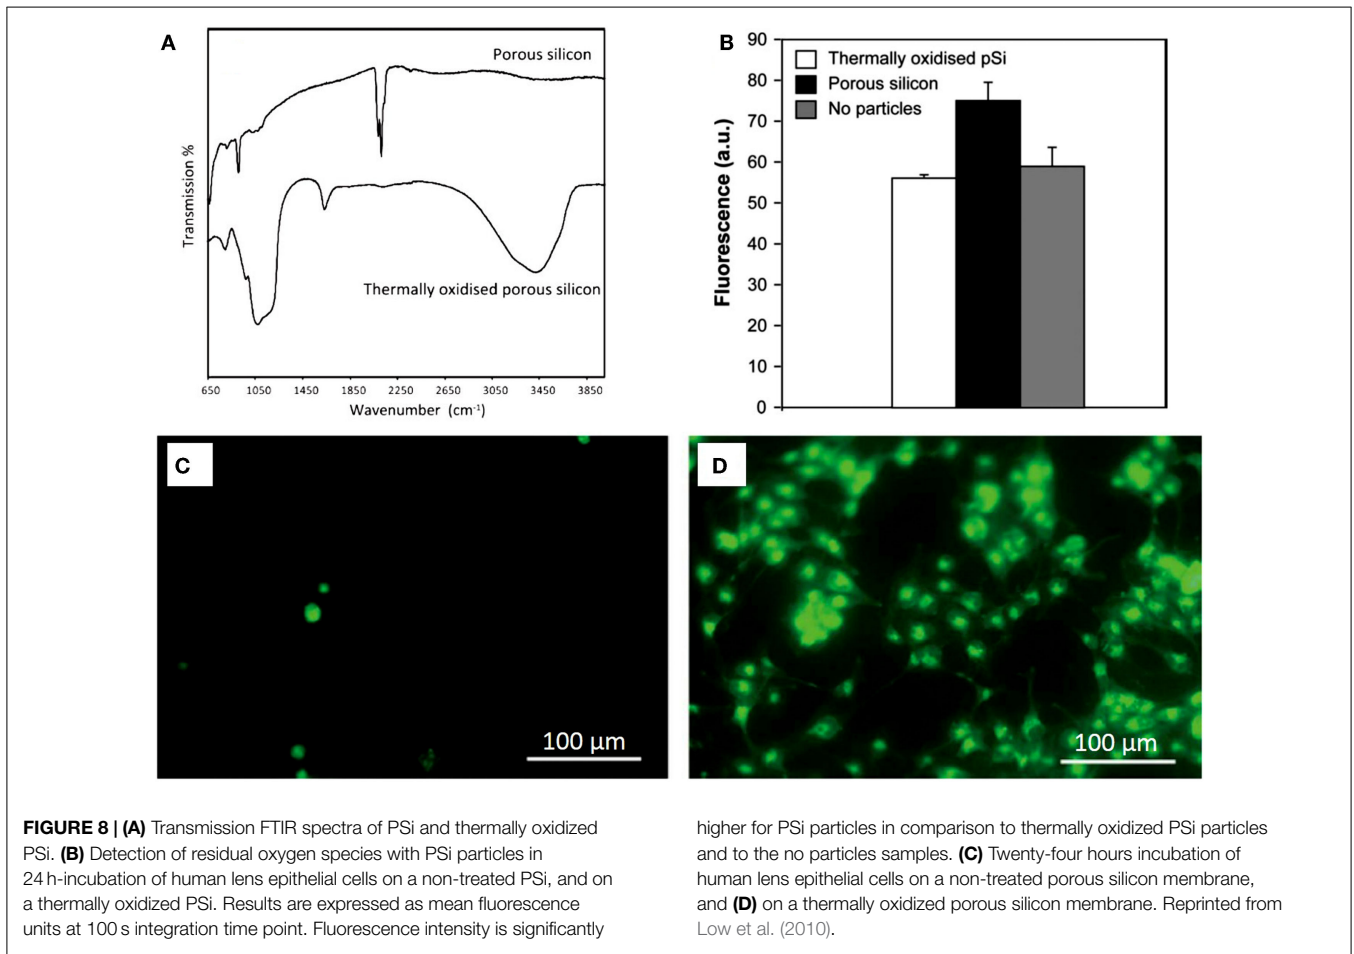 A
Porous silicon
Transmission %
Thermally oxidised porous silicon
650 1050 1450 1850 2250 2650 3050 3450 3850
Wavenumber (cm-1)
B
Thermally oxidised pSi
Porous silicon
No particles
Fluorescence (a.u.)
90
80
70
60
50
40
30
20
10
0
C
100 µm
D
100 µm
FIGURE 8 | (A) Transmission FTIR spectra of PSi and thermally oxidized
PSi. (B) Detection of residual oxygen species with PSi particles in
24 h-incubation of human lens epithelial cells on a non-treated PSi, and on
a thermally oxidized PSi. Results are expressed as mean fluorescence
units at 100 s integration time point. Fluorescence intensity is significantly
higher for PSi particles in comparison to thermally oxidized PSi particles
and to the no particles samples. (C) Twenty-four hours incubation of
human lens epithelial cells on a non-treated porous silicon membrane,
and (D) on a thermally oxidized porous silicon membrane. Reprinted from
Low et al. (2010).